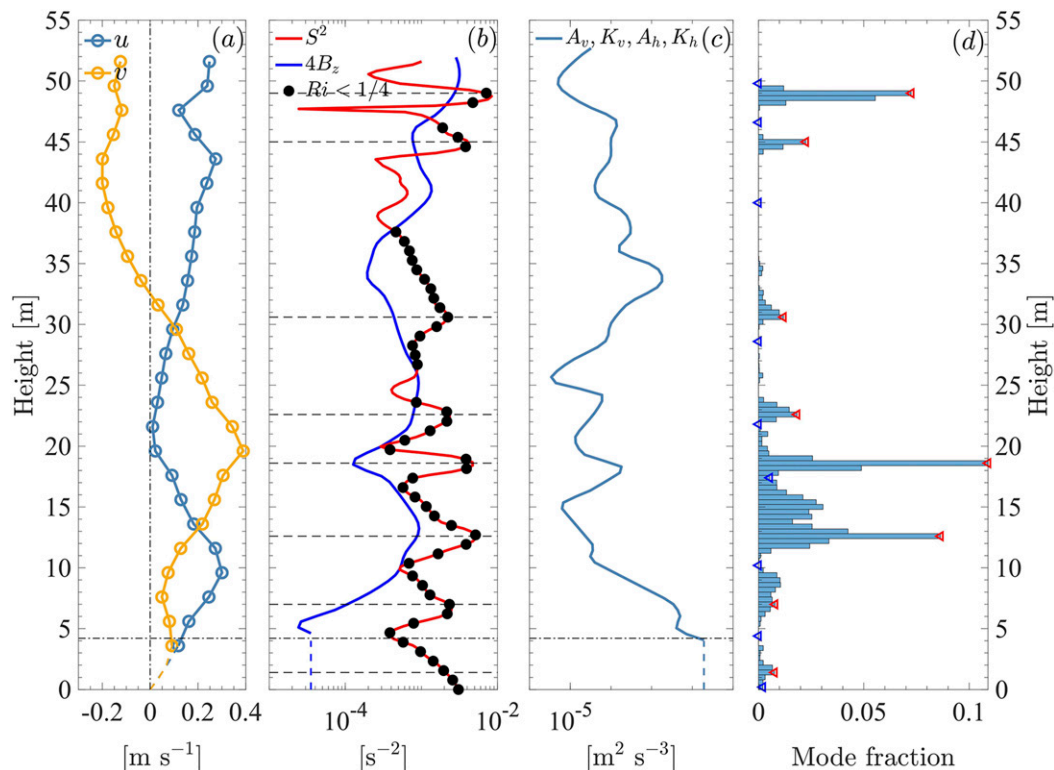 (a)
u
v
Height [m]
0
5
10
15
20
25
30
35
40
45
50
55
-0.2 0 0.2 0.4
[m s⁻¹]
(b)
S²
4B_z
Ri < 1/4
10⁻⁴ 10⁻²
[s⁻²]
A_v, K_v, A_h, K_h (c)
10⁻⁵
[m² s⁻³]
(d)
55
50
45
40
35
30
25
20
15
10
5
0
Height [m]
0 0.05 0.1
Mode fraction